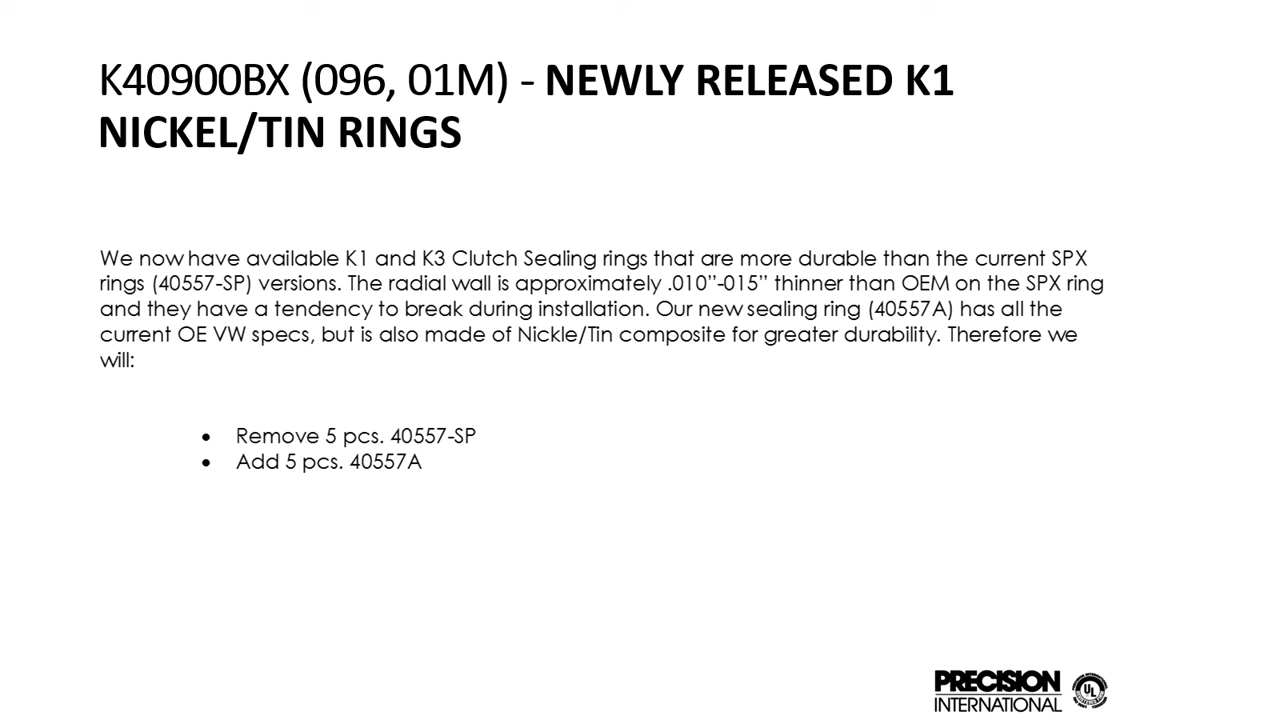 K40900BX (096, 01M) - NEWLY RELEASED K1
NICKEL/TIN RINGS
We now have available K1 and K3 Clutch Sealing rings that are more durable than the current SPX
rings (40557-SP) versions. The radial wall is approximately .010”-015” thinner than OEM on the SPX ring
and they have a tendency to break during installation. Our new sealing ring (40557A) has all the
current OE VW specs, but is also made of Nickle/Tin composite for greater durability. Therefore we
will:
• Remove 5 pcs. 40557-SP
• Add 5 pcs. 40557A
PRECISION
INTERNATIONAL
UL